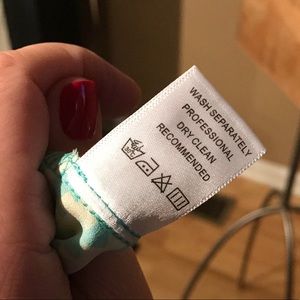 WASH SEPARATELY
PROFESSIONAL
DRY CLEAN
RECOMMENDED